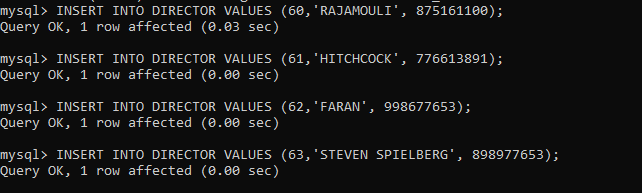 mysql> INSERT INTO DIRECTOR VALUES (60,'RAJAMOULI', 875161100);
Query OK, 1 row affected (0.03 sec)
mysql> INSERT INTO DIRECTOR VALUES (61,'HITCHCOCK', 776613891);
Query OK, 1 row affected (0.00 sec)
mysql> INSERT INTO DIRECTOR VALUES (62,'FARAN', 998677653);
Query OK, 1 row affected (0.00 sec)
mysql> INSERT INTO DIRECTOR VALUES (63,'STEVEN SPIELBERG', 898977653);
Query OK, 1 row affected (0.00 sec)